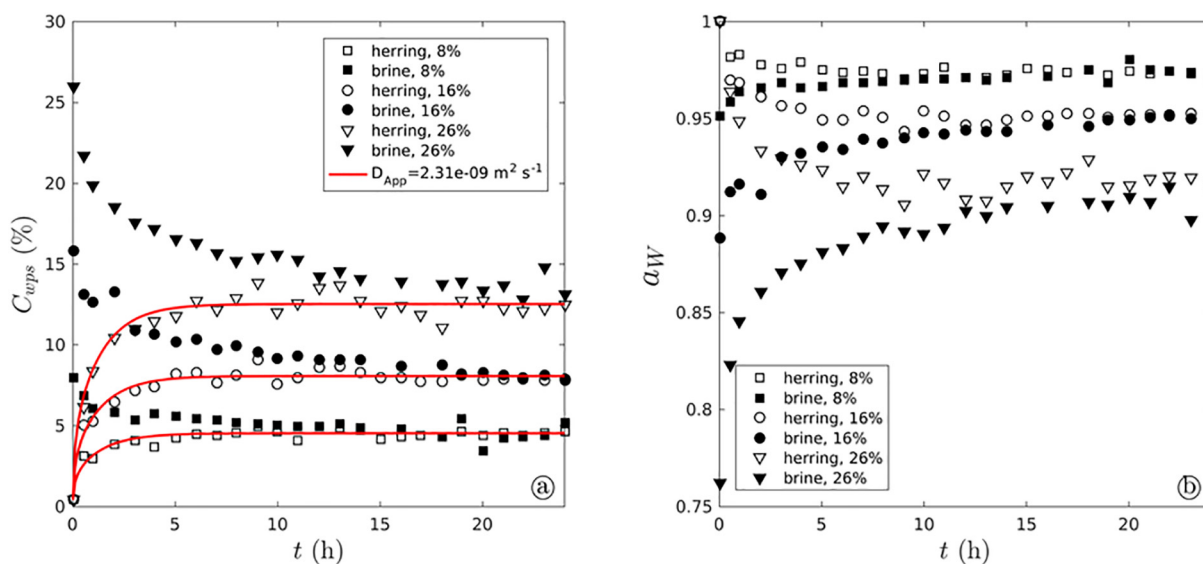 30
25
20
15
10
5
0
C_wps (%)
herring, 8%
brine, 8%
herring, 16%
brine, 16%
herring, 26%
brine, 26%
D_App=2.31e-09 m² s⁻¹
a
0 5 10 15 20
t (h)
1
0.95
0.9
0.85
0.8
0.75
a_W
herring, 8%
brine, 8%
herring, 16%
brine, 16%
herring, 26%
brine, 26%
b
0 5 10 15 20
t (h)